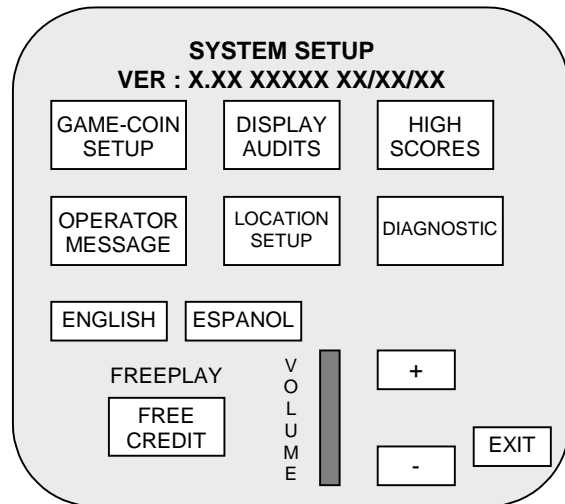 SYSTEM SETUP
VER : X.XX XXXXX XX/XX/XX
GAME-COIN
SETUP
DISPLAY
AUDITS
HIGH
SCORES
OPERATOR
MESSAGE
LOCATION
SETUP
DIAGNOSTIC
ENGLISH
ESPANOL
FREEPLAY
FREE
CREDIT
VOLUME
+
-
EXIT